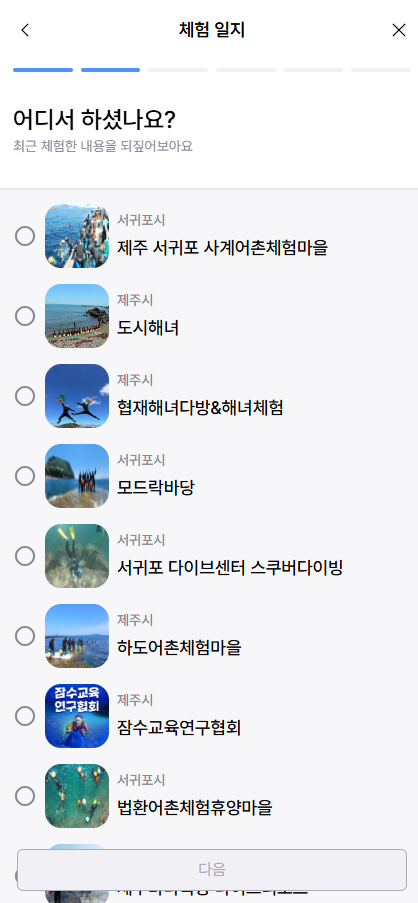 체험 일지
어디서 하셨나요?
최근 체험한 내용을 되짚어보아요
서귀포시
제주 서귀포 사계어촌체험마을
제주시
도시해녀
제주시
협재해녀다방&해녀체험
서귀포시
모드락바당
서귀포시
서귀포 다이브센터 스쿠버다이빙
제주시
하도어촌체험마을
잠수교육
연구협회
제주시
잠수교육연구협회
서귀포시
법환어촌체험휴양마을
다음